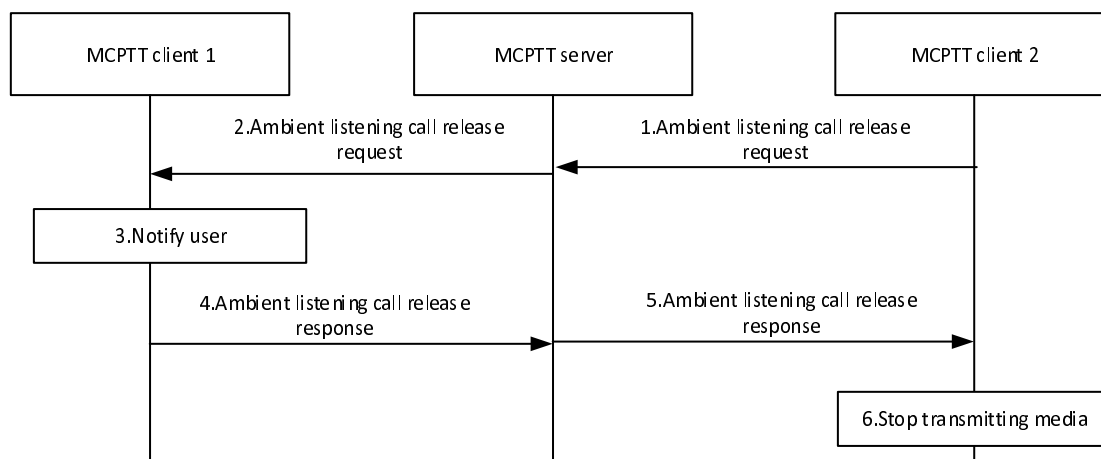 MCPTT client 1
MCPTT server
MCPTT client 2
2.Ambient listening call release
request
1.Ambient listening call release
request
3.Notify user
4.Ambient listening call release
response
5.Ambient listening call release
response
6.Stop transmitting media